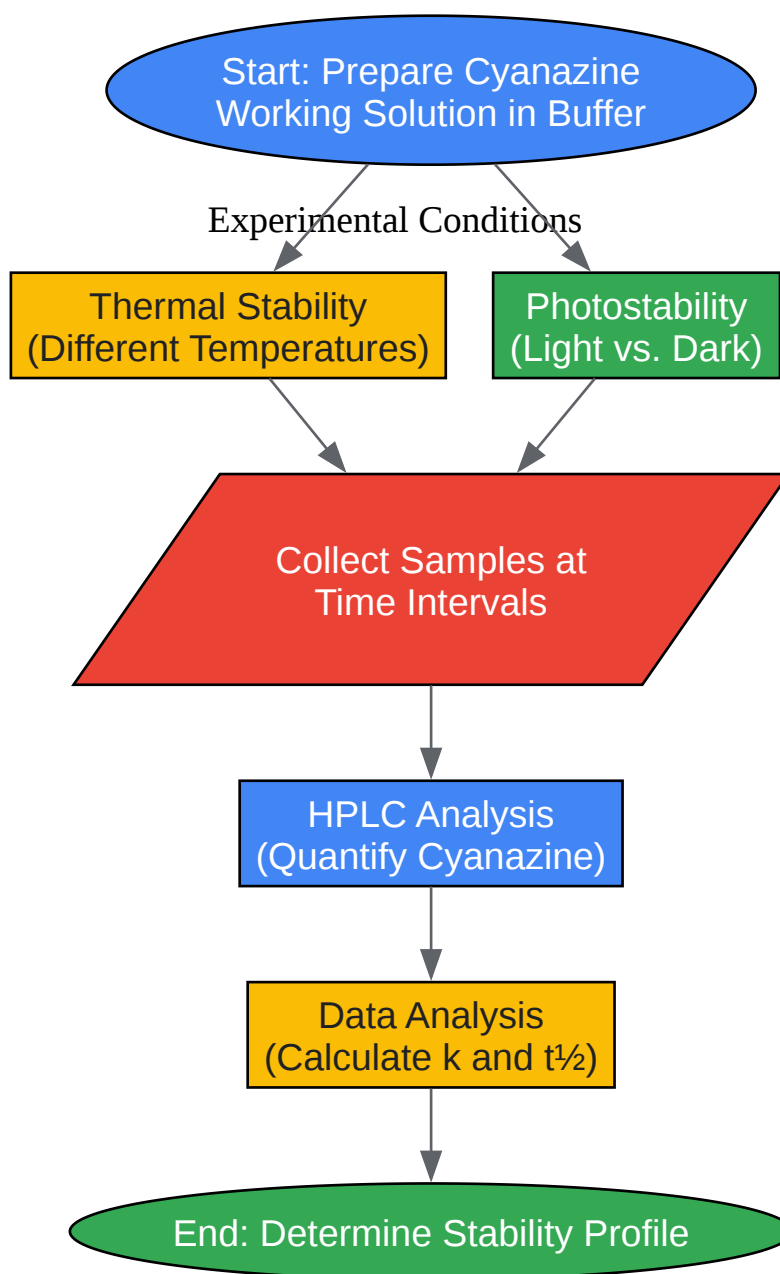 Start: Prepare Cyanazine
Working Solution in Buffer
Experimental Conditions
Thermal Stability
(Different Temperatures)
Photostability
(Light vs. Dark)
Collect Samples at
Time Intervals
HPLC Analysis
(Quantify Cyanazine)
Data Analysis
(Calculate k and t½)
End: Determine Stability Profile